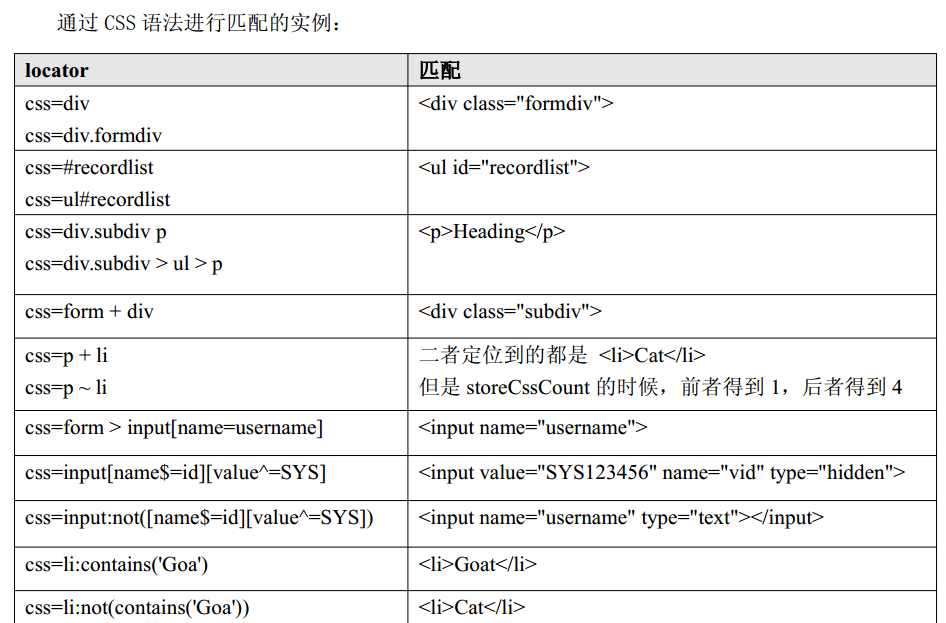 通过 CSS 语法进行匹配的实例：
locator 匹配
css=div <div class="formdiv">
css=div.formdiv
css=#recordlist <ul id="recordlist">
css=ul#recordlist
css=div.subdiv p <p>Heading</p>
css=div.subdiv > ul > p
css=form + div <div class="subdiv">
css=p + li 二者定位到的都是 <li>Cat</li>
css=p ~ li 但是 storeCssCount 的时候，前者得到 1，后者得到 4
css=form > input[name=username] <input name="username">
css=input[name$=id][value^=SYS] <input value="SYS123456" name="vid" type="hidden">
css=input:not([name$=id][value^=SYS]) <input name="username" type="text"></input>
css=li:contains('Goa') <li>Goat</li>
css=li:not(contains('Goa')) <li>Cat</li>